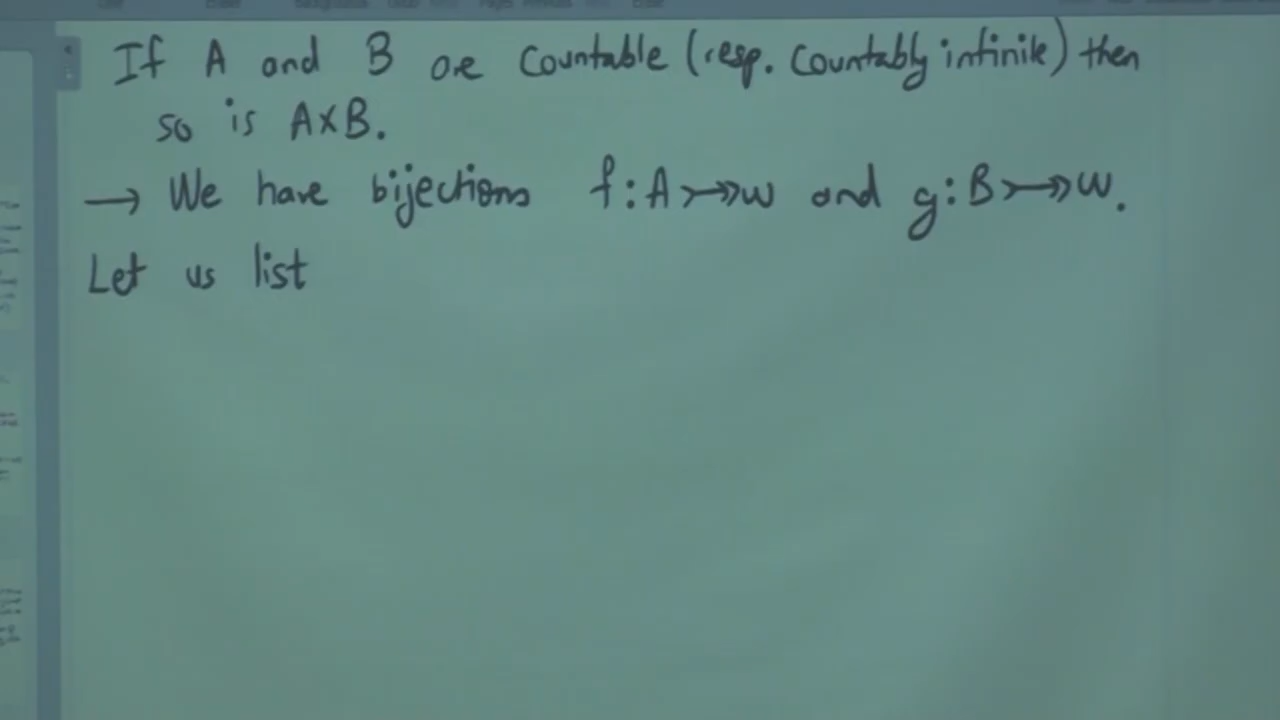 If A and B are Countable (resp. Countably infinite) then
so is A×B.
→ We have bijections f:A↣↠ω and g:B↣↠ω.
Let us list